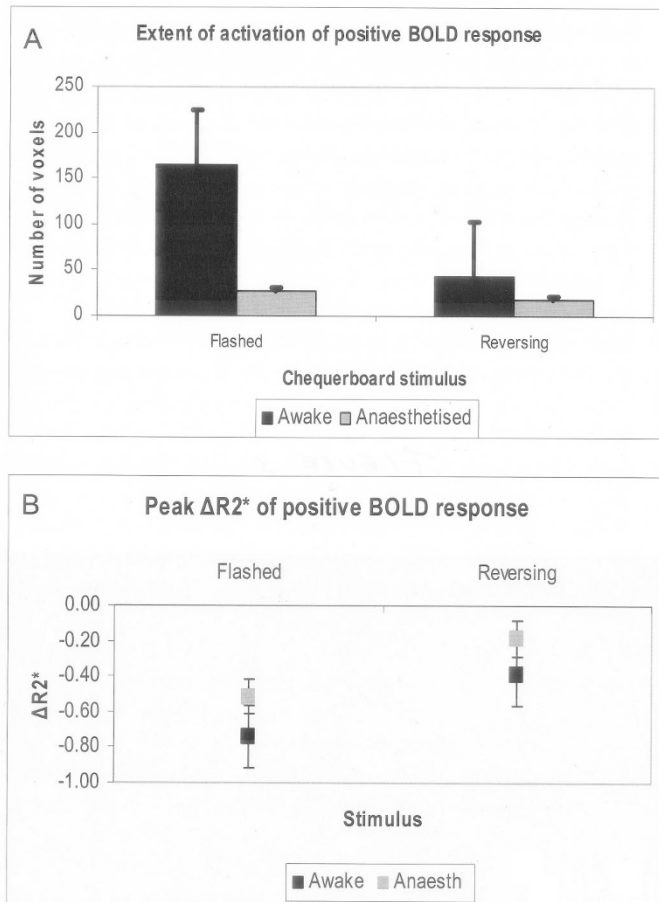 A
Extent of activation of positive BOLD response
Number of voxels
250
200
150
100
50
0
Flashed
Reversing
Chequerboard stimulus
Awake Anaesthetised
B
Peak ΔR2* of positive BOLD response
Flashed
Reversing
ΔR2*
0.00
-0.20
-0.40
-0.60
-0.80
-1.00
Stimulus
Awake Anaesth